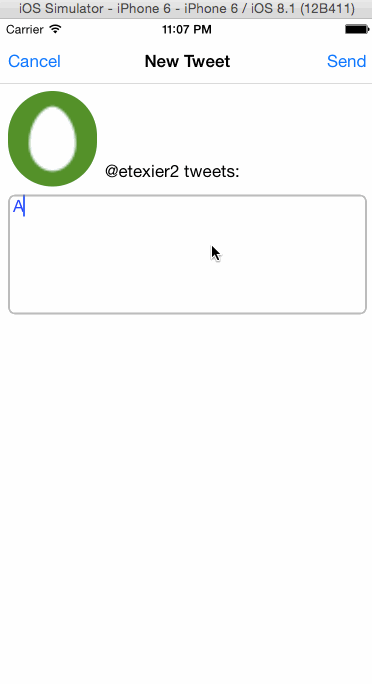 iOS Simulator - iPhone 6 - iPhone 6 / iOS 8.1 (12B411)
Carrier 11:07 PM
Cancel New Tweet Send
@etexier2 tweets:
A